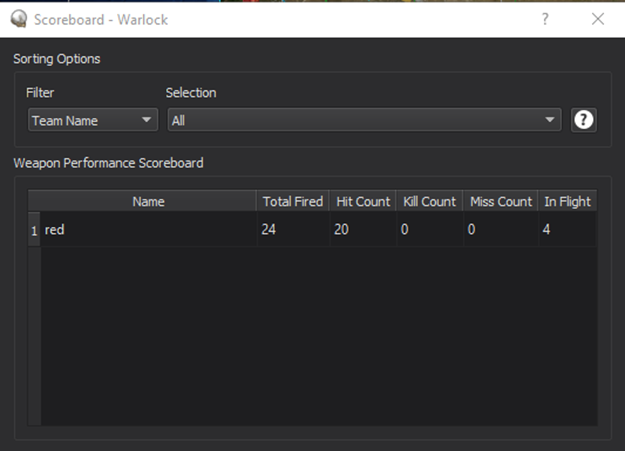 Scoreboard - Warlock ?
Sorting Options
Filter Selection
Team Name All ?
Weapon Performance Scoreboard
Name Total Fired Hit Count Kill Count Miss Count In Flight
1 red 24 20 0 0 4